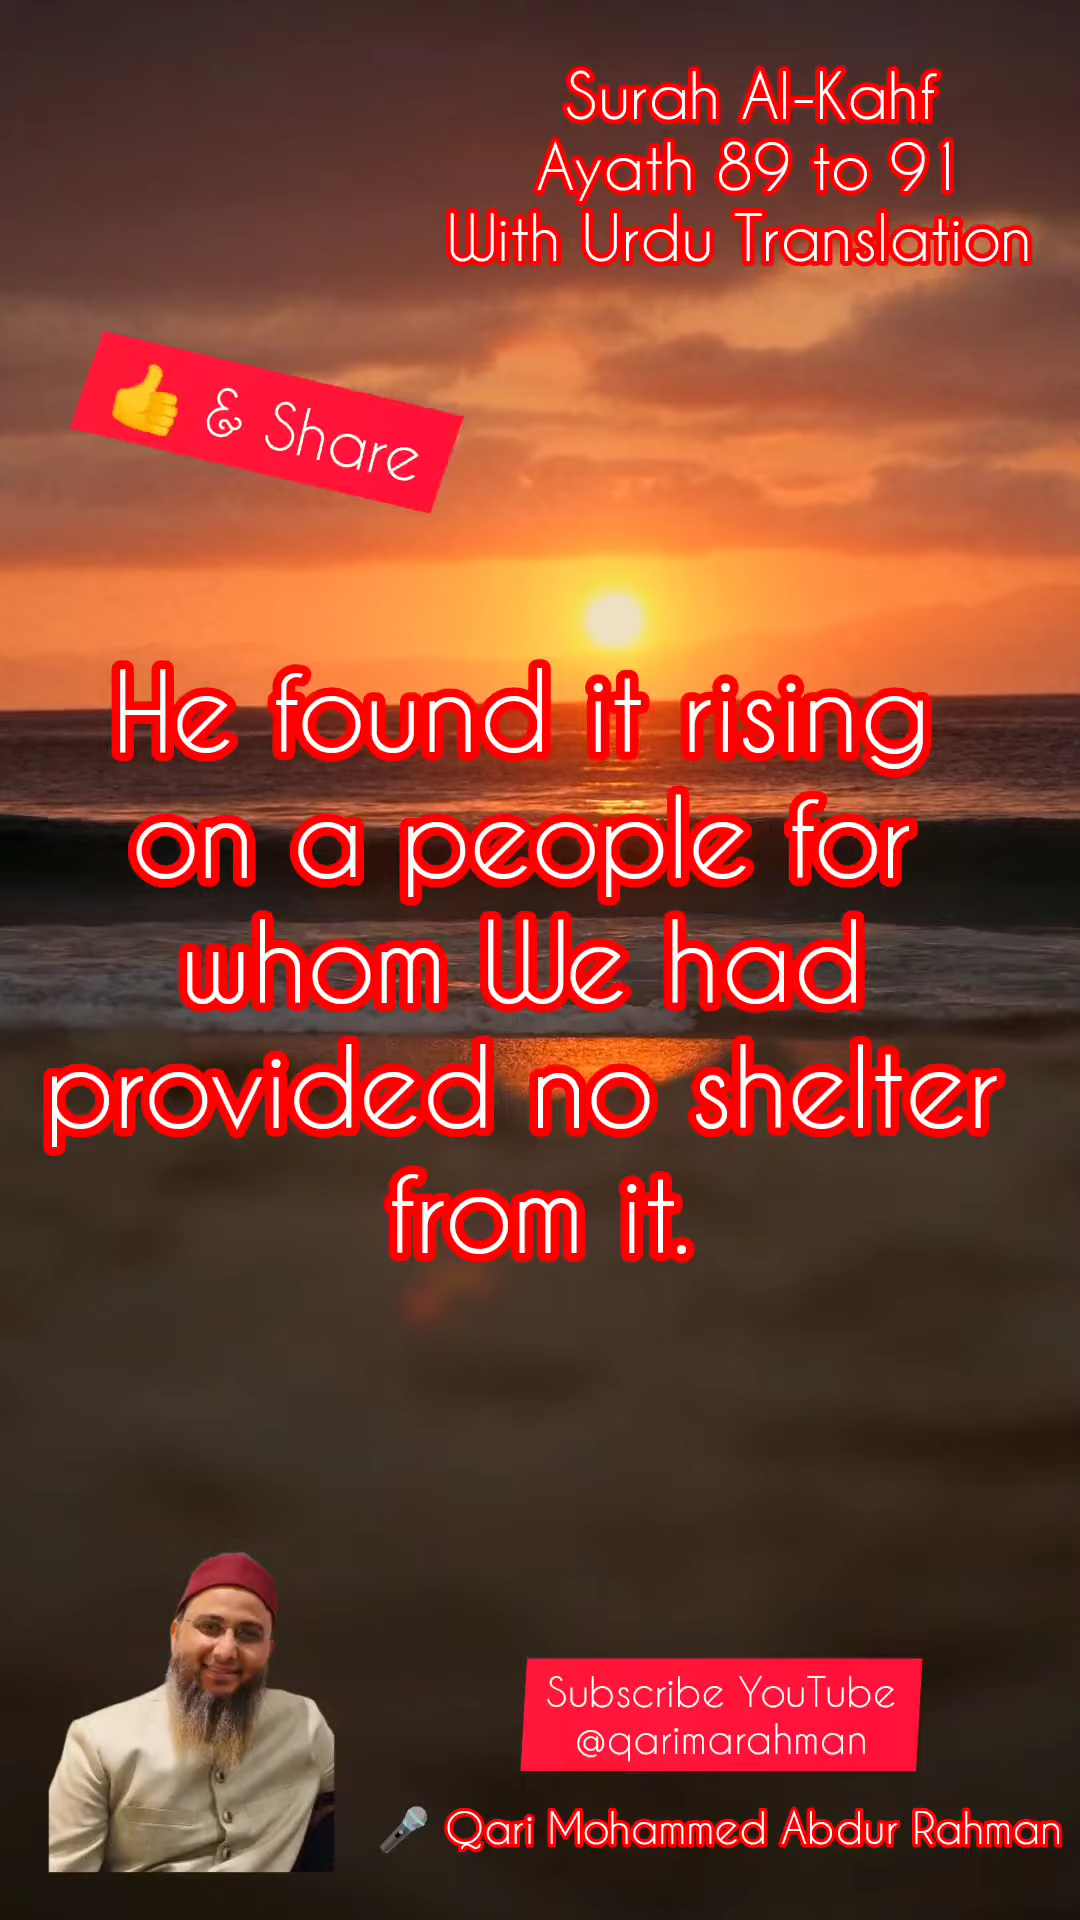 Surah Al-Kahf
Ayath 89 to 91
With Urdu Translation
👍 & Share
He found it rising
on a people for
whom We had
provided no shelter
from it.
Subscribe YouTube
@qarimarahman
🎤 Qari Mohammed Abdur Rahman